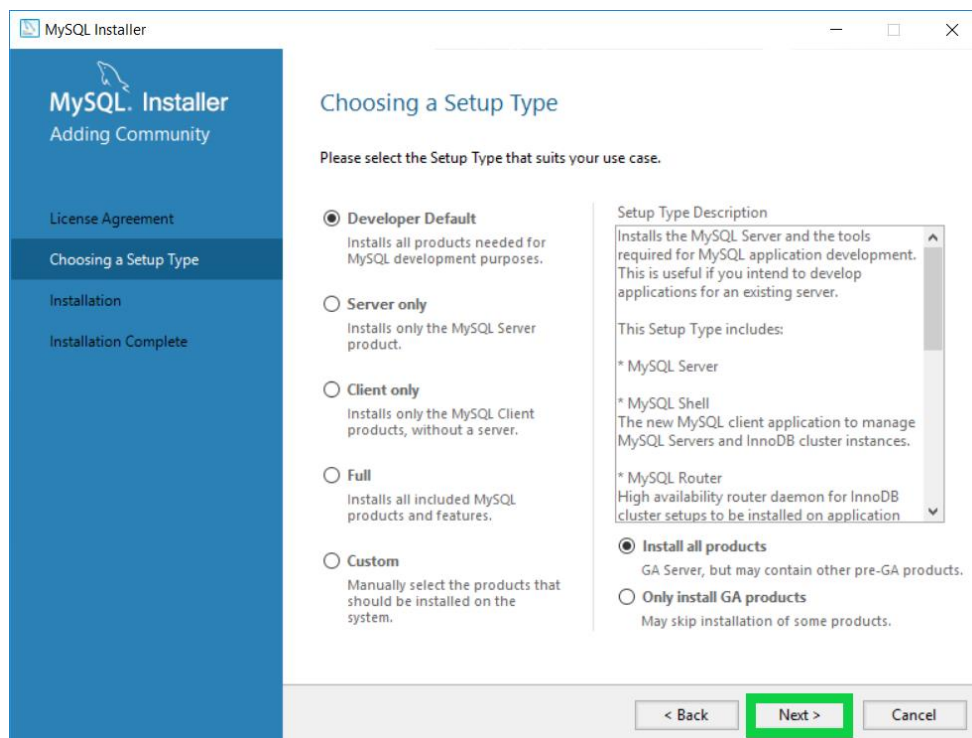 MySQL Installer
MySQL. Installer
Adding Community
License Agreement
Choosing a Setup Type
Installation
Installation Complete
Choosing a Setup Type
Please select the Setup Type that suits your use case.
Developer Default
Installs all products needed for
MySQL development purposes.
Server only
Installs only the MySQL Server
product.
Client only
Installs only the MySQL Client
products, without a server.
Full
Installs all included MySQL
products and features.
Custom
Manually select the products that
should be installed on the
system.
Setup Type Description
Installs the MySQL Server and the tools
required for MySQL application development.
This is useful if you intend to develop
applications for an existing server.
This Setup Type includes:
* MySQL Server
* MySQL Shell
The new MySQL client application to manage
MySQL Servers and InnoDB cluster instances.
* MySQL Router
High availability router daemon for InnoDB
cluster setups to be installed on application
Install all products
GA Server, but may contain other pre-GA products.
Only install GA products
May skip installation of some products.
< Back
Next >
Cancel